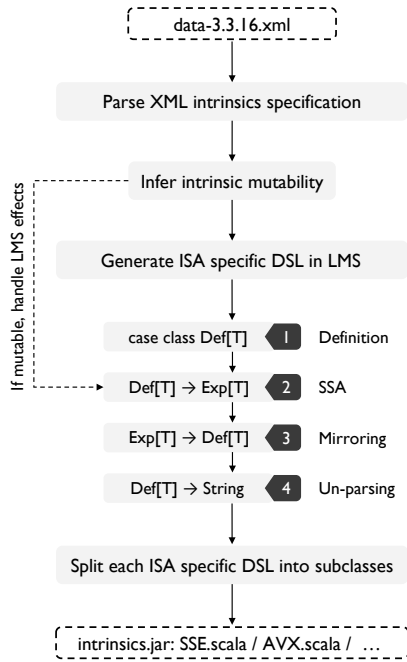 data-3.3.16.xml
Parse XML intrinsics specification
Infer intrinsic mutability
If mutable, handle LMS effects
Generate ISA specific DSL in LMS
case class Def[T] 1 Definition
Def[T] → Exp[T] 2 SSA
Exp[T] → Def[T] 3 Mirroring
Def[T] → String 4 Un-parsing
Split each ISA specific DSL into subclasses
intrinsics.jar: SSE.scala / AVX.scala / …